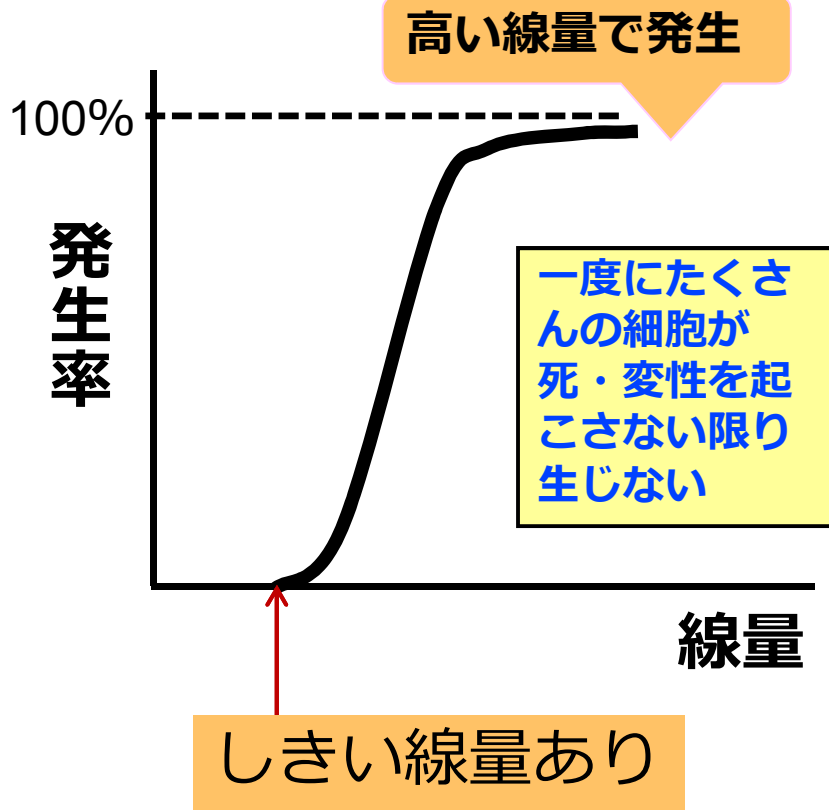 高い線量で発生
100%
発生率
一度にたくさ
んの細胞が
死・変性を起
こさない限り
生じない
線量
しきい線量あり